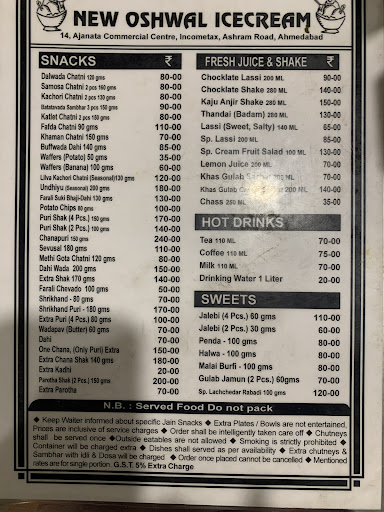 NEW OSHWAL ICECREAM
14, Ajanata Commercial Centre, Incometax, Ashram Road, Ahmedabad
SNACKS ₹
Dalwada Chatni 120 gms 80-00
Samosa Chatni 2 pcs 160 gms 80-00
Kachori Chatni 2 pcs 130 gms 80-00
Batatavada Sambhar 3 pcs 150 gms 90-00
Katlet Chatni 2 pcs 150 gms 80-00
Fafda Chatni 90 gms 110-00
Khaman Chatni 150 gms 70-00
Buffwada Dahi 140 gms 85-00
Waffers (Potato) 50 gms 35-00
Waffers (Banana) 100 gms 60-00
Lilva Kachori Chatni (Seasonal)130 gms 120-00
Undhiyu (Seasonal) 200 gms 180-00
Farali Suki Bhaji-Dahi 130 gms 130-00
Potato Chips 80 gms 100-00
Puri Shak (4 Pcs.) 150 gms 170-00
Puri Shak (2 Pcs.) 100 gms 140-00
Chanapuri 150 gms 240-00
Sevusal 180 gms 110-00
Methi Gota Chatni 120 gms 80-00
Dahi Wada 200 gms 150-00
Extra Shak 170 gms 140-00
Farali Chevado 100 gms 50-00
Shrikhand - 80 gms 70-00
Shrikhand Puri - 180 gms 170-00
Extra Puri (4 Pcs.) 80 gms 100-00
Wadapav (Butter) 60 gms 70-00
Dahi 70-00
One Chana, (Only Puri) Extra 150-00
Extra Chana Shak 140 gms 180-00
Extra Kadhi 20-00
Parotha Shak (2 Pcs.) 150 gms 200-00
Extra Parotha 70-00
FRESH JUICE & SHAKE ₹
Chocklate Lassi 200 ML 90-00
Chocklate Shake 280 ML 140-00
Kaju Anjir Shake 280 ML 150-00
Thandai (Badam) 280 ML 130-00
Lassi (Sweet, Salty) 140 ML 65-00
Sp. Lassi 200 ML 85-00
Sp. Cream Fruit Salad 100 ML 130-00
Lemon Juice 250 ML 70-00
Khas Gulab 70-00
Khas Gulab 200 ML 140-00
Chass 250 ML 35-00
HOT DRINKS
Tea 110 ML 70-00
Coffee 110 ML 75-00
Milk 110 ML 70-00
Drinking Water 1 Liter 20-00
SWEETS
Jalebi (4 Pcs.) 60 gms 110-00
Jalebi (2 Pcs.) 30 gms 60-00
Penda - 100 gms 80-00
Halwa - 100 gms 80-00
Malai Burfi - 100 gms 80-00
Gulab Jamun (2 Pcs.) 60gms 70-00
Sp. Lachchedar Rabadi 100 gms 120-00
N.B. : Served Food Do not pack
◆ Keep Waiter informed about specific Jain Snacks ◆ Extra Plates / Bowls are not entertained,
Prices are inclusive of service charges ◆ Order shall be intelligently taken care off ◆ Chutneys
shall be served once ◆Outside eatables are not allowed ◆ Smoking is strictly prohibited ◆
Container will be charged extra ◆ Dishes shall served as per availability ◆ Extra chutneys &
Sambhar with Idli & Dosa will be charged ◆ Order once placed cannot be cancelled ◆ Mentioned
rates are for single portion. G.S.T. 5% Extra Charge